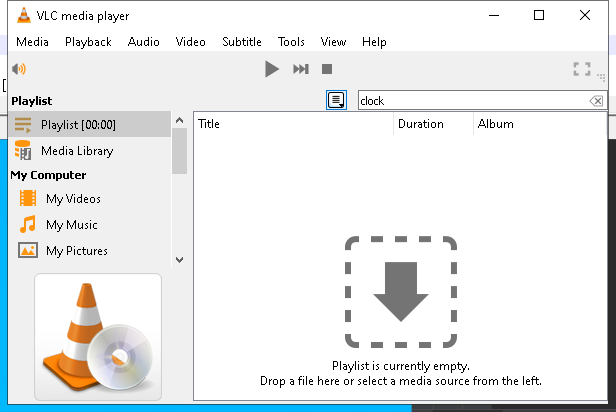 VLC media player
Media Playback Audio Video Subtitle Tools View Help
Playlist
clock
Playlist [00:00]
Media Library
My Computer
My Videos
My Music
My Pictures
Title Duration Album
Playlist is currently empty.
Drop a file here or select a media source from the left.